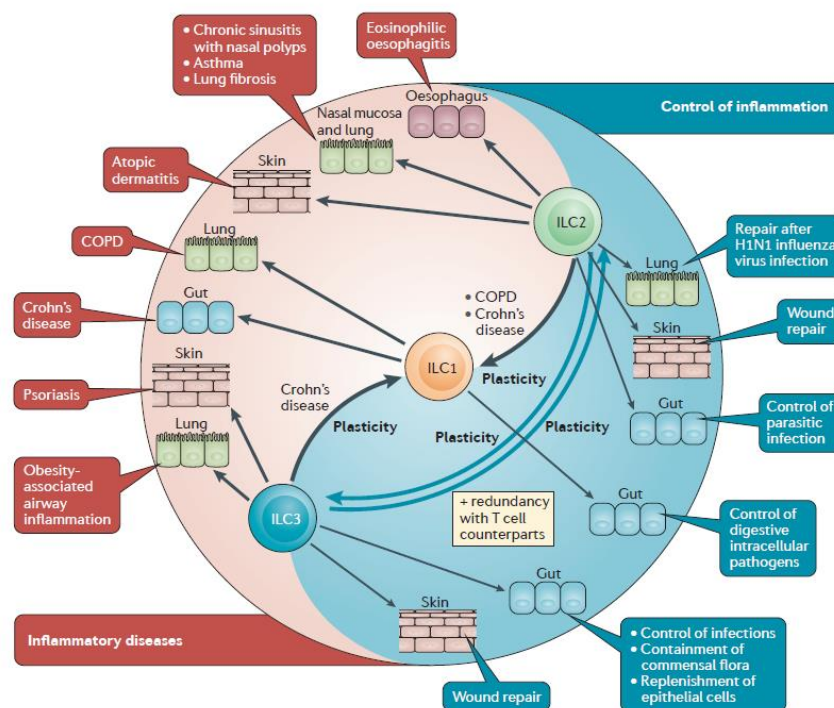 • Chronic sinusitis
with nasal polyps
• Asthma
• Lung fibrosis
Eosinophilic
oesophagitis
Control of inflammation
Oesophagus
Nasal mucosa
and lung
Atopic
dermatitis
Skin
ILC2
COPD
Lung
Repair after
H1N1 influenza
virus infection
Lung
Crohn's
disease
Gut
• COPD
• Crohn's
disease
Skin
Wound
repair
Psoriasis
Skin
ILC1
Plasticity
Crohn's
disease
Plasticity
Plasticity
Plasticity
Gut
Control of
parasitic
infection
Lung
Obesity-
associated
airway
inflammation
ILC3
+ redundancy
with T cell
counterparts
Gut
Control of
digestive
intracellular
pathogens
Gut
Skin
Inflammatory diseases
Wound repair
• Control of infections
• Containment of
commensal flora
• Replenishment of
epithelial cells